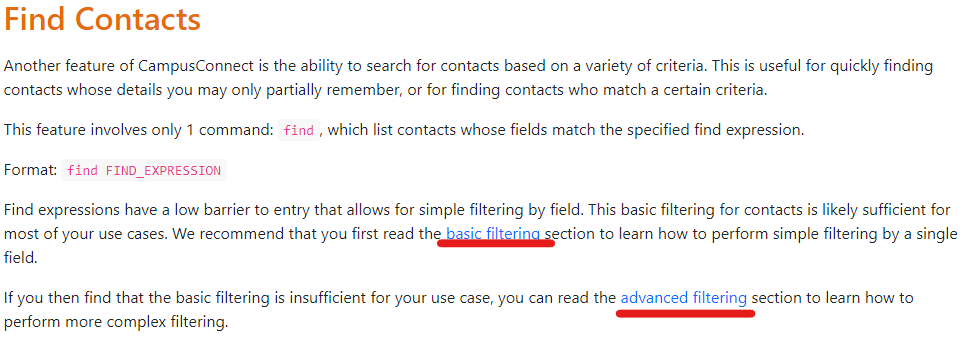 Find Contacts
Another feature of CampusConnect is the ability to search for contacts based on a variety of criteria. This is useful for quickly finding
contacts whose details you may only partially remember, or for finding contacts who match a certain criteria.
This feature involves only 1 command: find , which list contacts whose fields match the specified find expression.
Format: find FIND_EXPRESSION
Find expressions have a low barrier to entry that allows for simple filtering by field. This basic filtering for contacts is likely sufficient for
most of your use cases. We recommend that you first read the basic filtering section to learn how to perform simple filtering by a single
field.
If you then find that the basic filtering is insufficient for your use case, you can read the advanced filtering section to learn how to
perform more complex filtering.